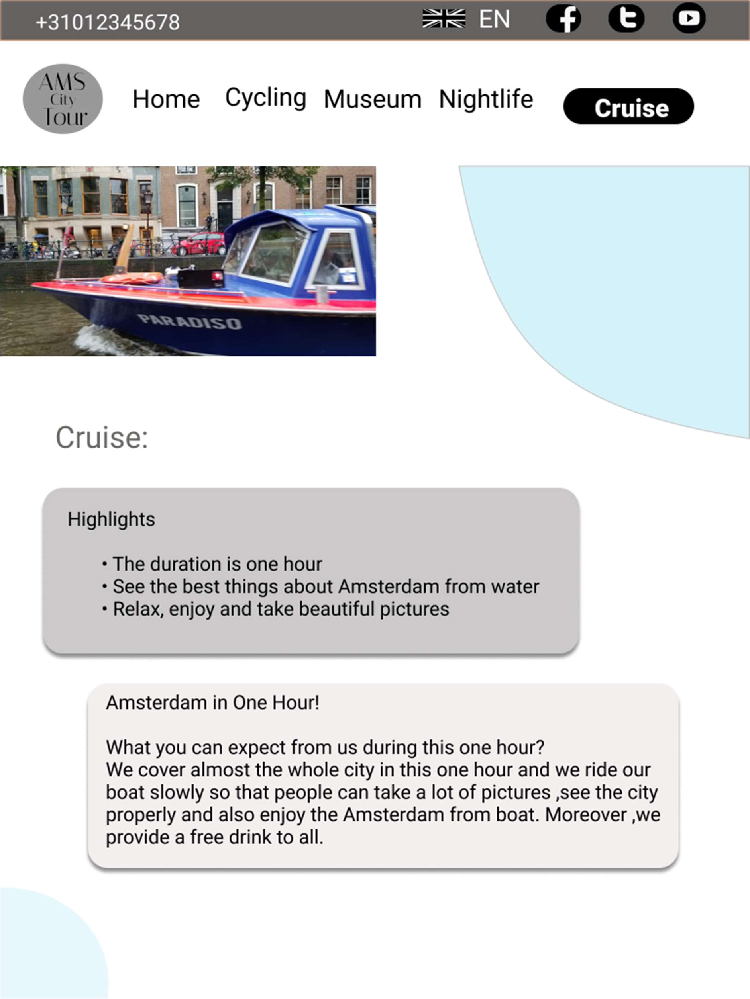 +31012345678
EN
AMS
City
Tour
Home Cycling Museum Nightlife Cruise
PARADISO
Cruise:
Highlights
• The duration is one hour
• See the best things about Amsterdam from water
• Relax, enjoy and take beautiful pictures
Amsterdam in One Hour!
What you can expect from us during this one hour?
We cover almost the whole city in this one hour and we ride our
boat slowly so that people can take a lot of pictures ,see the city
properly and also enjoy the Amsterdam from boat. Moreover ,we
provide a free drink to all.